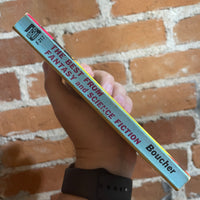 THE BEST FROM
FANTASY and SCIENCE FICTION
Boucher